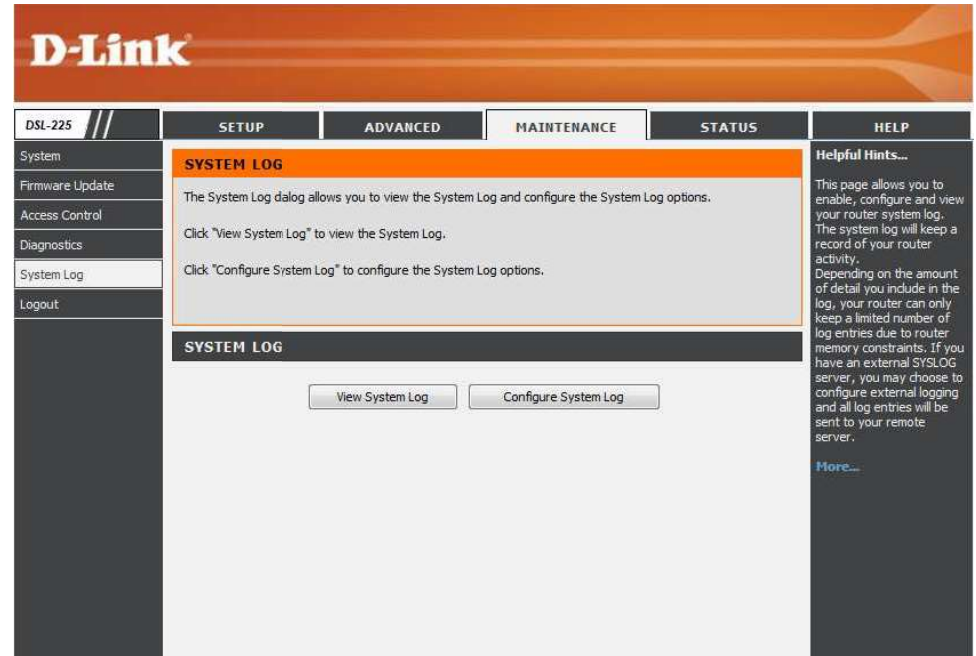 D-Link
DSL-225
SETUP
ADVANCED
MAINTENANCE
STATUS
HELP
System
Firmware Update
Access Control
Diagnostics
System Log
Logout
SYSTEM LOG
The System Log dalog allows you to view the System Log and configure the System Log options.
Click "View System Log" to view the System Log.
Click "Configure System Log" to configure the System Log options.
SYSTEM LOG
View System Log
Configure System Log
Helpful Hints...
This page allows you to
enable, configure and view
your router system log.
The system log will keep a
record of your router
activity.
Depending on the amount
of detail you include in the
log, your router can only
keep a limited number of
log entries due to router
memory constraints. If you
have an external SYSLOG
server, you may choose to
configure external logging
and all log entries will be
sent to your remote
server.
More...